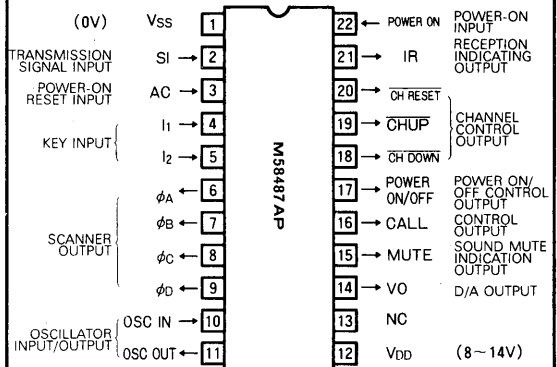 (0V) VSS 1
TRANSMISSION SIGNAL INPUT SI → 2
POWER-ON RESET INPUT AC → 3
KEY INPUT I1 → 4
I2 → 5
SCANNER OUTPUT φA ← 6
φB ← 7
φC ← 8
φD ← 9
OSCILLATOR INPUT/OUTPUT OSC IN → 10
OSC OUT ← 11
M58487AP
22 ← POWER ON POWER-ON INPUT
21 → IR RECEPTION INDICATING OUTPUT
20 → CH RESET CHANNEL CONTROL OUTPUT
19 → CHUP
18 → CH DOWN
17 → POWER ON/OFF POWER ON/OFF CONTROL OUTPUT
16 → CALL CONTROL OUTPUT
15 → MUTE SOUND MUTE INDICATION OUTPUT
14 → VO D/A OUTPUT
13 NC
12 VDD (8~14V)